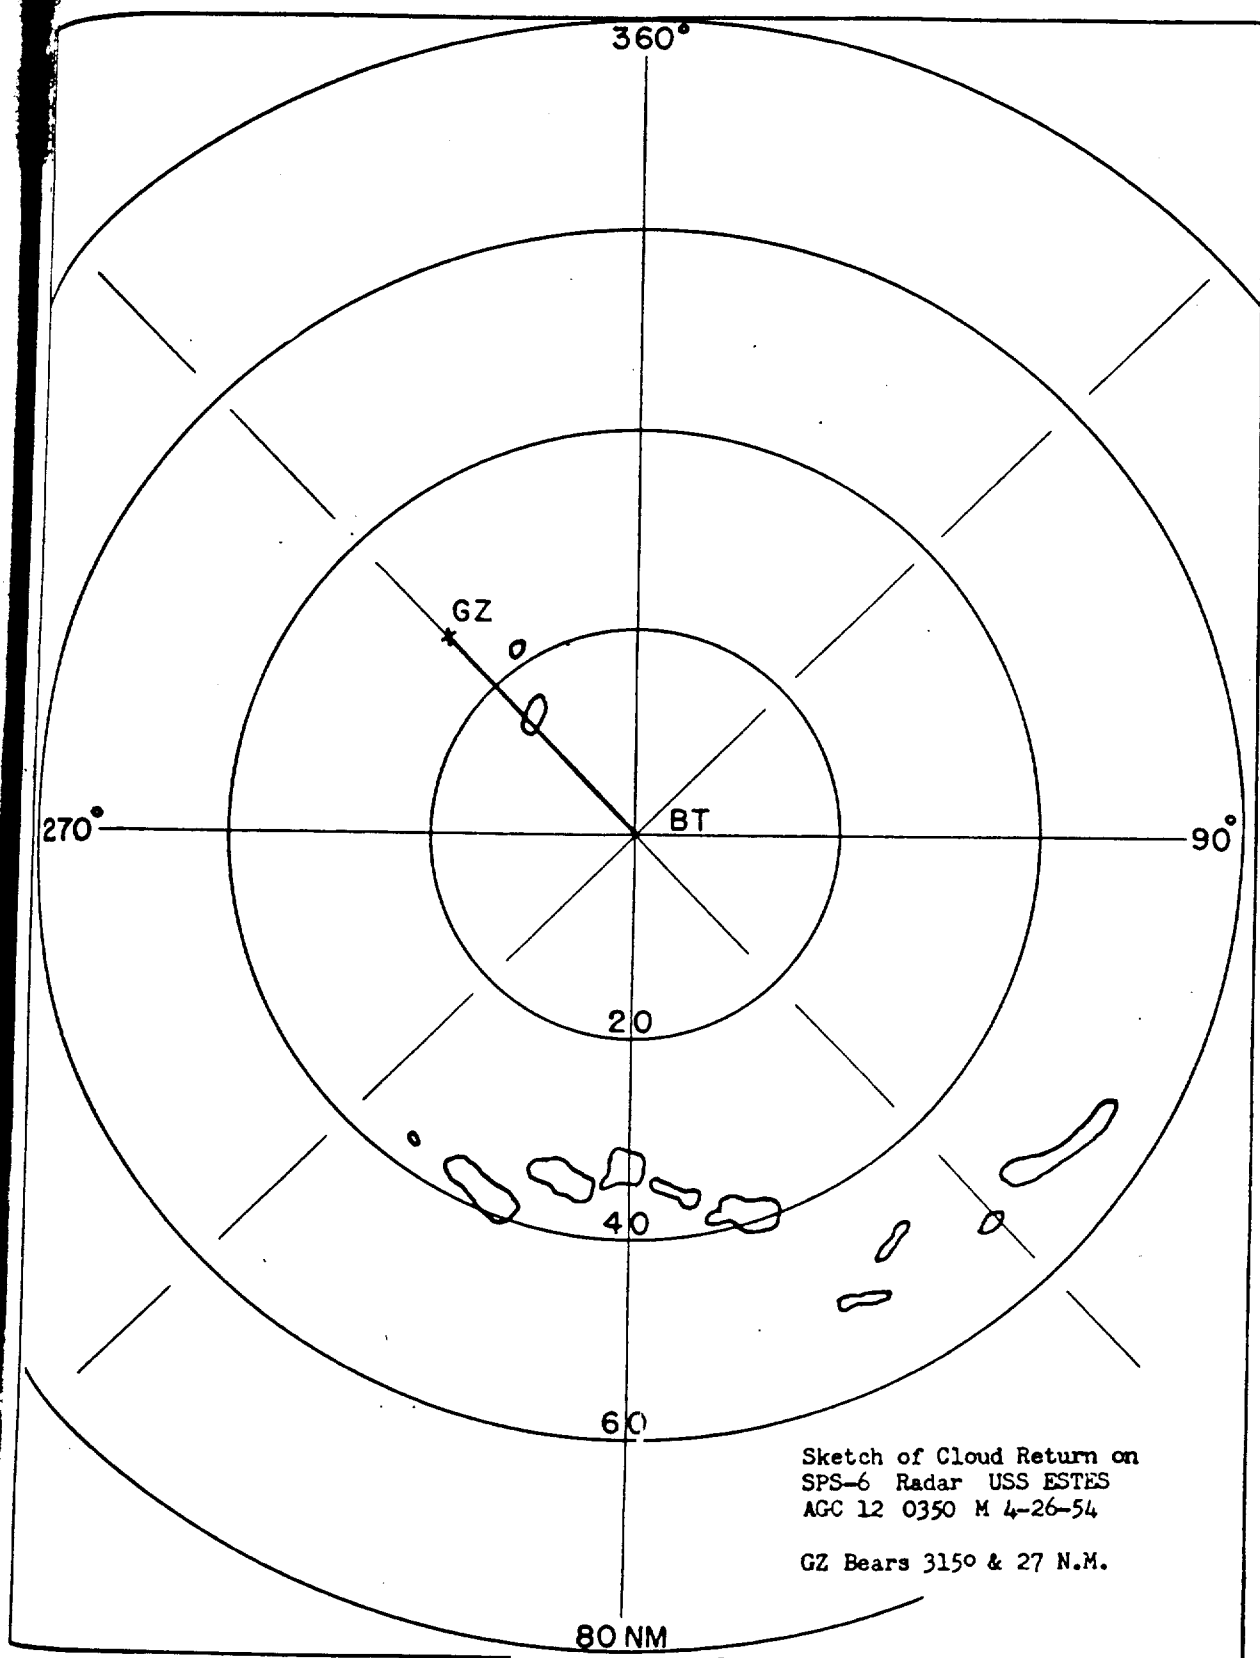 360°
GZ
BT
270°
90°
20
40
60
80 NM
Sketch of Cloud Return on
SPS-6 Radar USS ESTES
AGC 12 0350 M 4-26-54
GZ Bears 315° & 27 N.M.